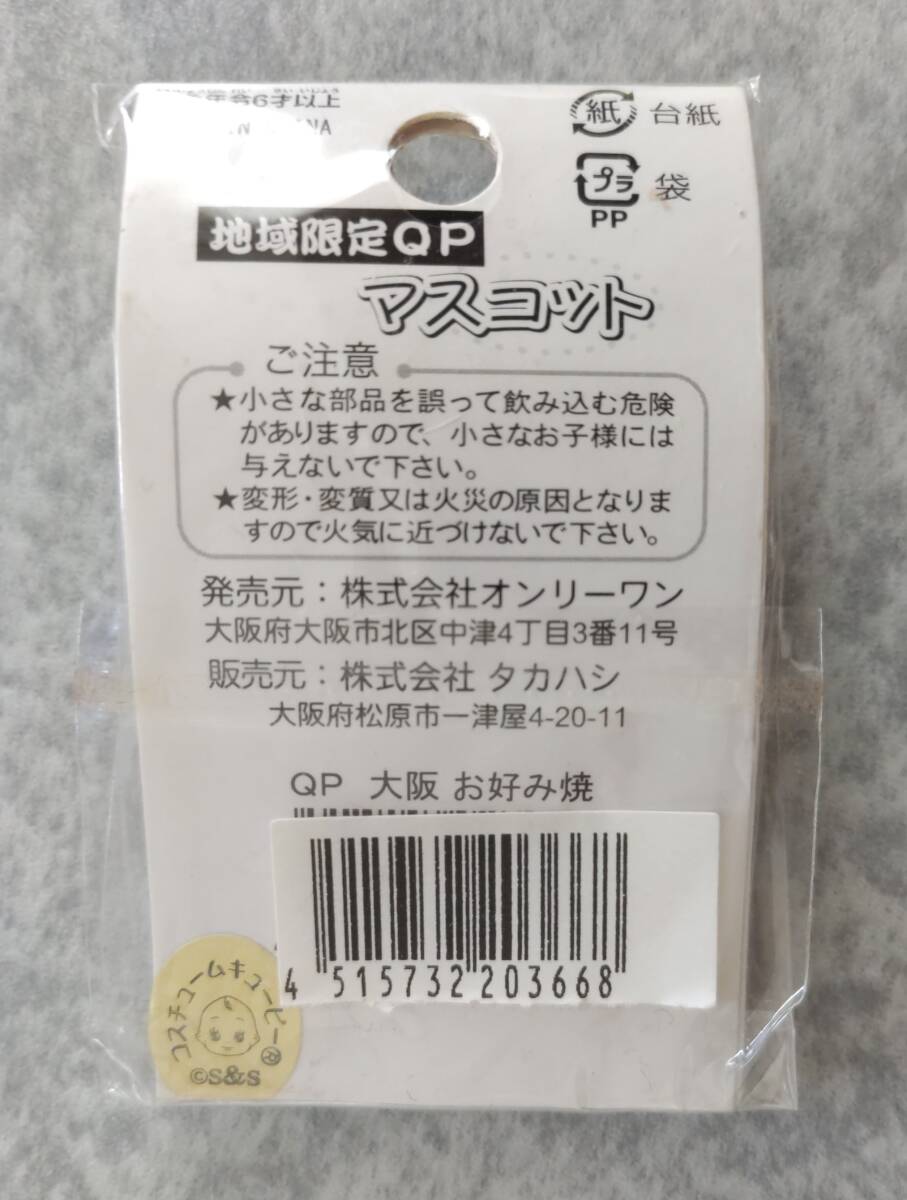 6才以上
紙 台紙
プラ 袋
PP
地域限定QP
マスコット
ご注意
★小さな部品を誤って飲み込む危険
がありますので、小さなお子様には
与えないで下さい。
★変形・変質又は火災の原因となりま
すので火気に近づけないで下さい。
発売元：株式会社オンリーワン
大阪府大阪市北区中津4丁目3番11号
販売元：株式会社 タカハシ
大阪府松原市一津屋4-20-11
QP 大阪 お好み焼
4 515732 203668
コスチュームキューピー®
©S&S